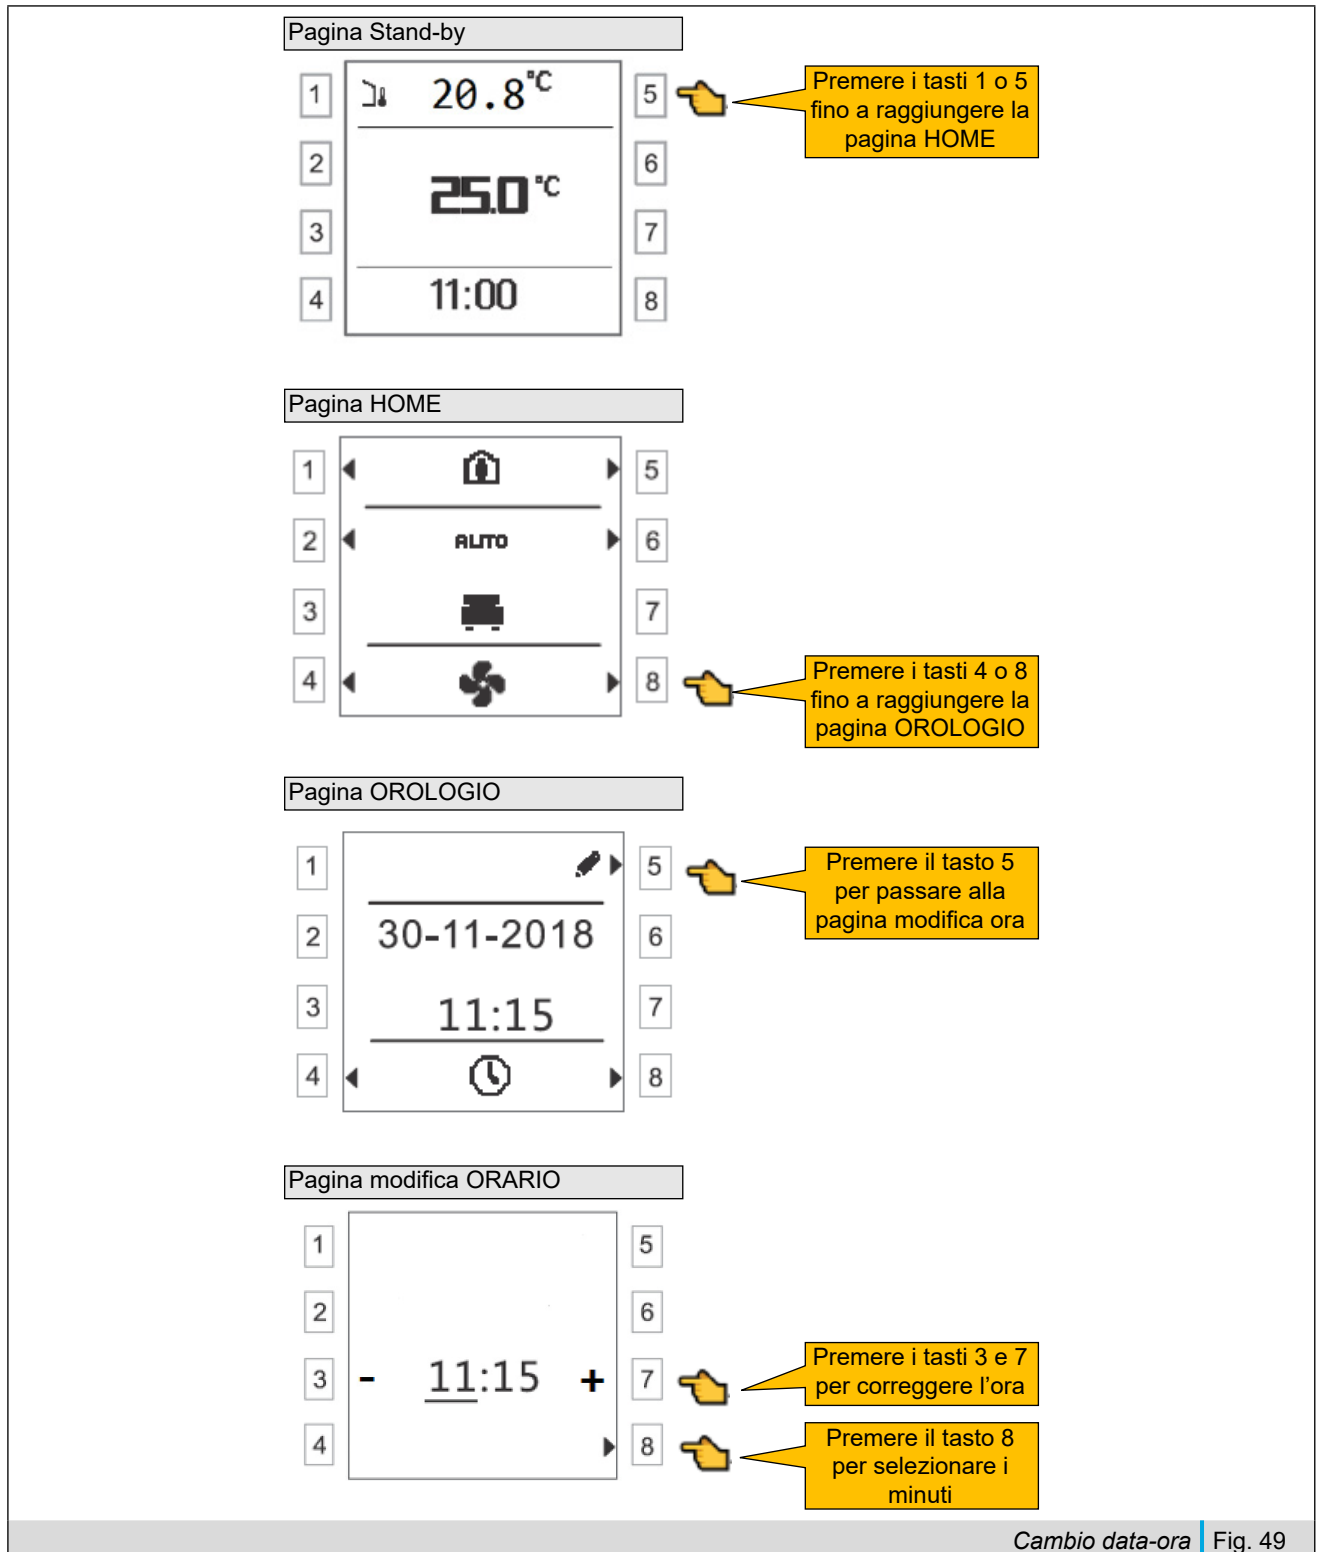 Pagina Stand-by
1 20.8°C 5
Premere i tasti 1 o 5
fino a raggiungere la
pagina HOME
2 6
25.0°C
3 7
4 11:00 8
Pagina HOME
1 5
2 AUTO 6
3 7
4 8
Premere i tasti 4 o 8
fino a raggiungere la
pagina OROLOGIO
Pagina OROLOGIO
1 5
Premere il tasto 5
per passare alla
pagina modifica ora
2 30-11-2018 6
3 11:15 7
4 8
Pagina modifica ORARIO
1 5
2 6
3 - 11:15 + 7
Premere i tasti 3 e 7
per correggere l'ora
4 8
Premere il tasto 8
per selezionare i
minuti
Cambio data-ora Fig. 49